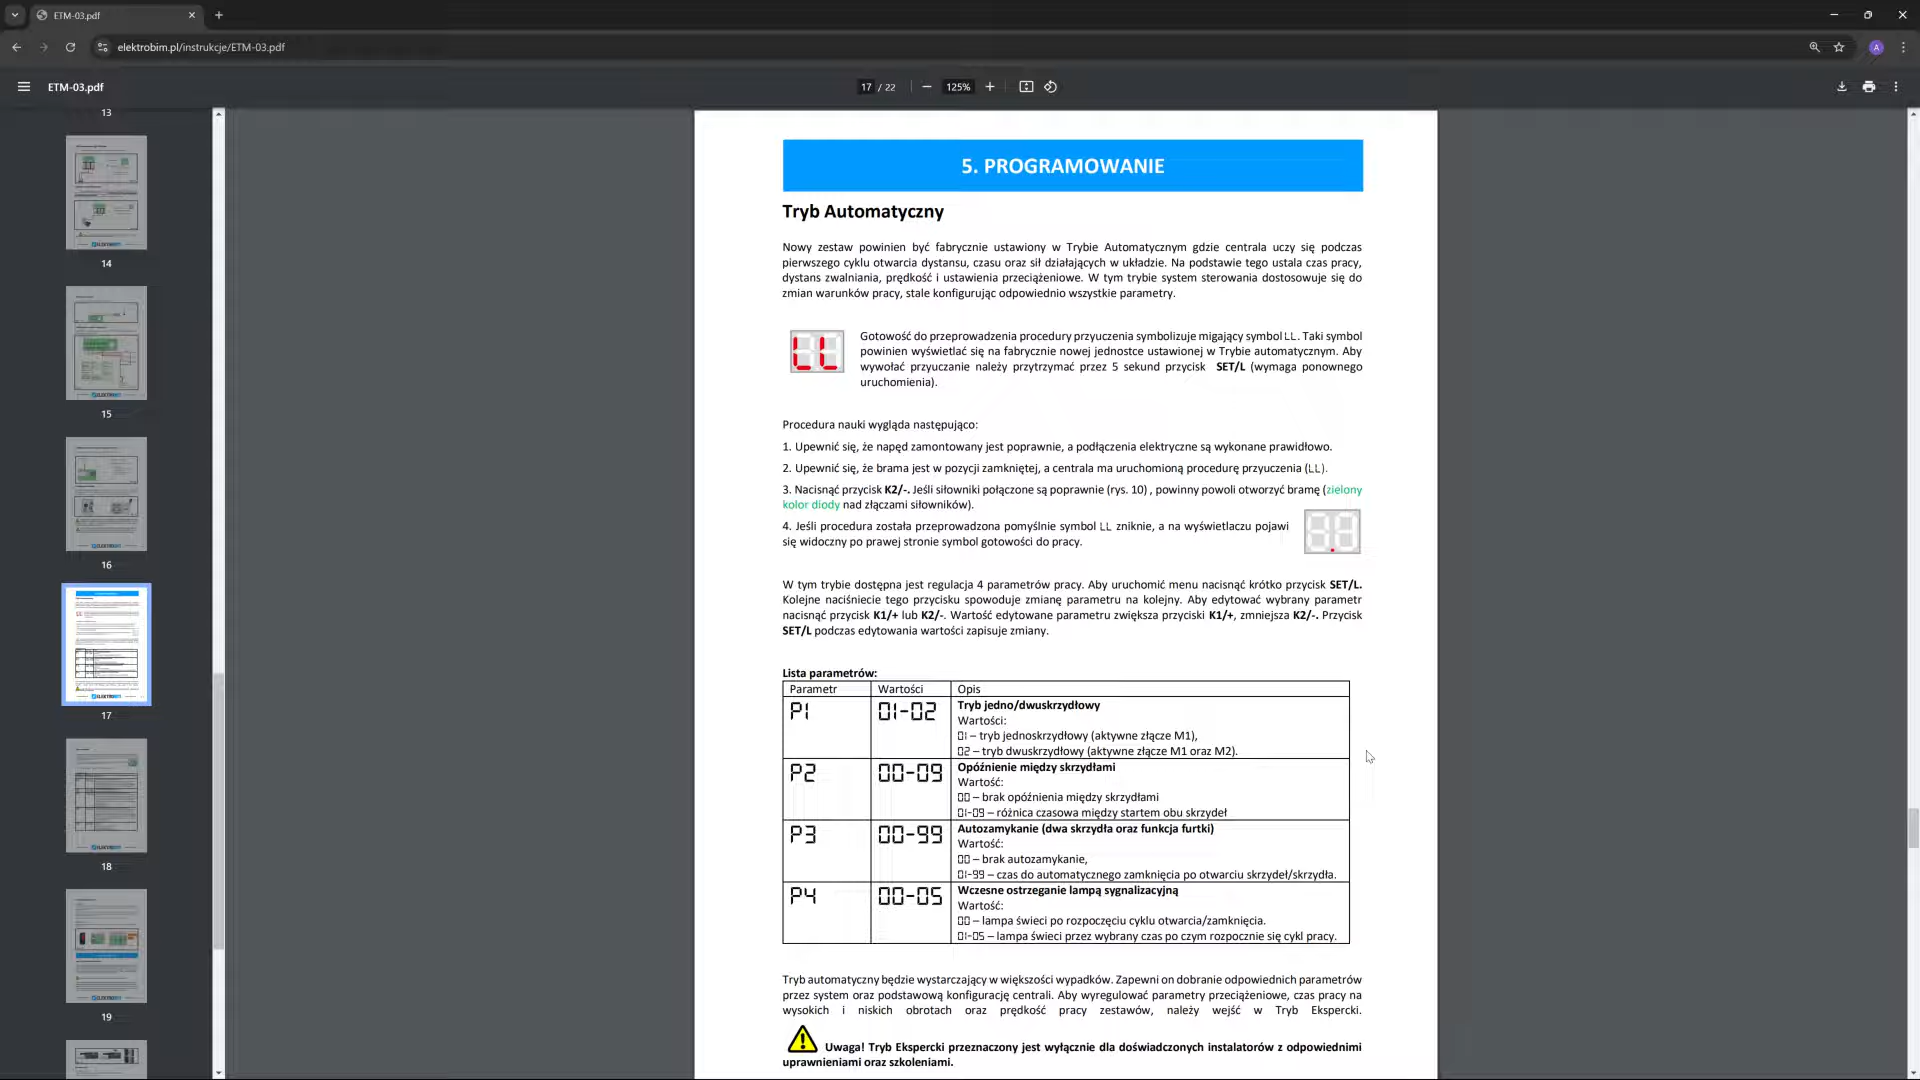 ETM-03.pdf
elektrobim.pl/instrukcje/ETM-03.pdf
A
ETM-03.pdf
17 / 22
125%
13
14
15
16
17
18
19
5. PROGRAMOWANIE
Tryb Automatyczny
Nowy zestaw powinien być fabrycznie ustawiony w Trybie Automatycznym gdzie centrala uczy się podczas
pierwszego cyklu otwarcia dystansu, czasu oraz sił działających w układzie. Na podstawie tego ustala czas pracy,
dystans zwalniania, prędkość i ustawienia przeciążeniowe. W tym trybie system sterowania dostosowuje się do
zmian warunków pracy, stale konfigurując odpowiednio wszystkie parametry.
LL
Gotowość do przeprowadzenia procedury przyuczenia symbolizuje migający symbol LL. Taki symbol
powinien wyświetlać się na fabrycznie nowej jednostce ustawionej w Trybie automatycznym. Aby
wywołać przyuczanie należy przytrzymać przez 5 sekund przycisk SET/L (wymaga ponownego
uruchomienia).
Procedura nauki wygląda następująco:
1. Upewnić się, że napęd zamontowany jest poprawnie, a podłączenia elektryczne są wykonane prawidłowo.
2. Upewnić się, że brama jest w pozycji zamkniętej, a centrala ma uruchomioną procedurę przyuczenia (LL).
3. Nacisnąć przycisk K2/-. Jeśli siłowniki połączone są poprawnie (rys. 10) , powinny powoli otworzyć bramę (zielony
kolor diody nad złączami siłowników).
4. Jeśli procedura została przeprowadzona pomyślnie symbol LL zniknie, a na wyświetlaczu pojawi
się widoczny po prawej stronie symbol gotowości do pracy.
W tym trybie dostępna jest regulacja 4 parametrów pracy. Aby uruchomić menu nacisnąć krótko przycisk SET/L.
Kolejne naciśniecie tego przycisku spowoduje zmianę parametru na kolejny. Aby edytować wybrany parametr
nacisnąć przycisk K1/+ lub K2/-. Wartość edytowane parametru zwiększa przyciski K1/+, zmniejsza K2/-. Przycisk
SET/L podczas edytowania wartości zapisuje zmiany.
Lista parametrów:
Parametr Wartości Opis
P1 01-02 Tryb jedno/dwuskrzydłowy
Wartości:
01 – tryb jednoskrzydłowy (aktywne złącze M1),
02 – tryb dwuskrzydłowy (aktywne złącze M1 oraz M2).
P2 00-09 Opóźnienie między skrzydłami
Wartość:
00 – brak opóźnienia między skrzydłami
01-09 – różnica czasowa między startem obu skrzydeł
P3 00-99 Autozamykanie (dwa skrzydła oraz funkcja furtki)
Wartość:
00 – brak autozamykanie,
01-99 – czas do automatycznego zamknięcia po otwarciu skrzydeł/skrzydła.
P4 00-05 Wczesne ostrzeganie lampą sygnalizacyjną
Wartość:
00 – lampa świeci po rozpoczęciu cyklu otwarcia/zamknięcia.
01-05 – lampa świeci przez wybrany czas po czym rozpocznie się cykl pracy.
Tryb automatyczny będzie wystarczający w większości wypadków. Zapewni on dobranie odpowiednich parametrów
przez system oraz podstawową konfigurację centrali. Aby wyregulować parametry przeciążeniowe, czas pracy na
wysokich i niskich obrotach oraz prędkość pracy zestawów, należy wejść w Tryb Ekspercki.
Uwaga! Tryb Ekspercki przeznaczony jest wyłącznie dla doświadczonych instalatorów z odpowiednimi
uprawnieniami oraz szkoleniami.